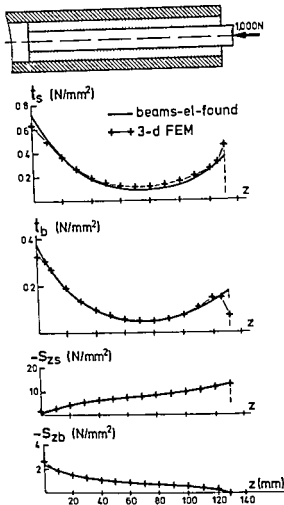 1,000N
t_s (N/mm²)
0.8
beams-el-found
0.6
3-d FEM
0.4
0.2
z
t_b (N/mm²)
0.4
0.2
z
-S_zs (N/mm²)
20
10
z
-S_zb (N/mm²)
4
2
z(mm)
0 20 40 60 80 100 120 140